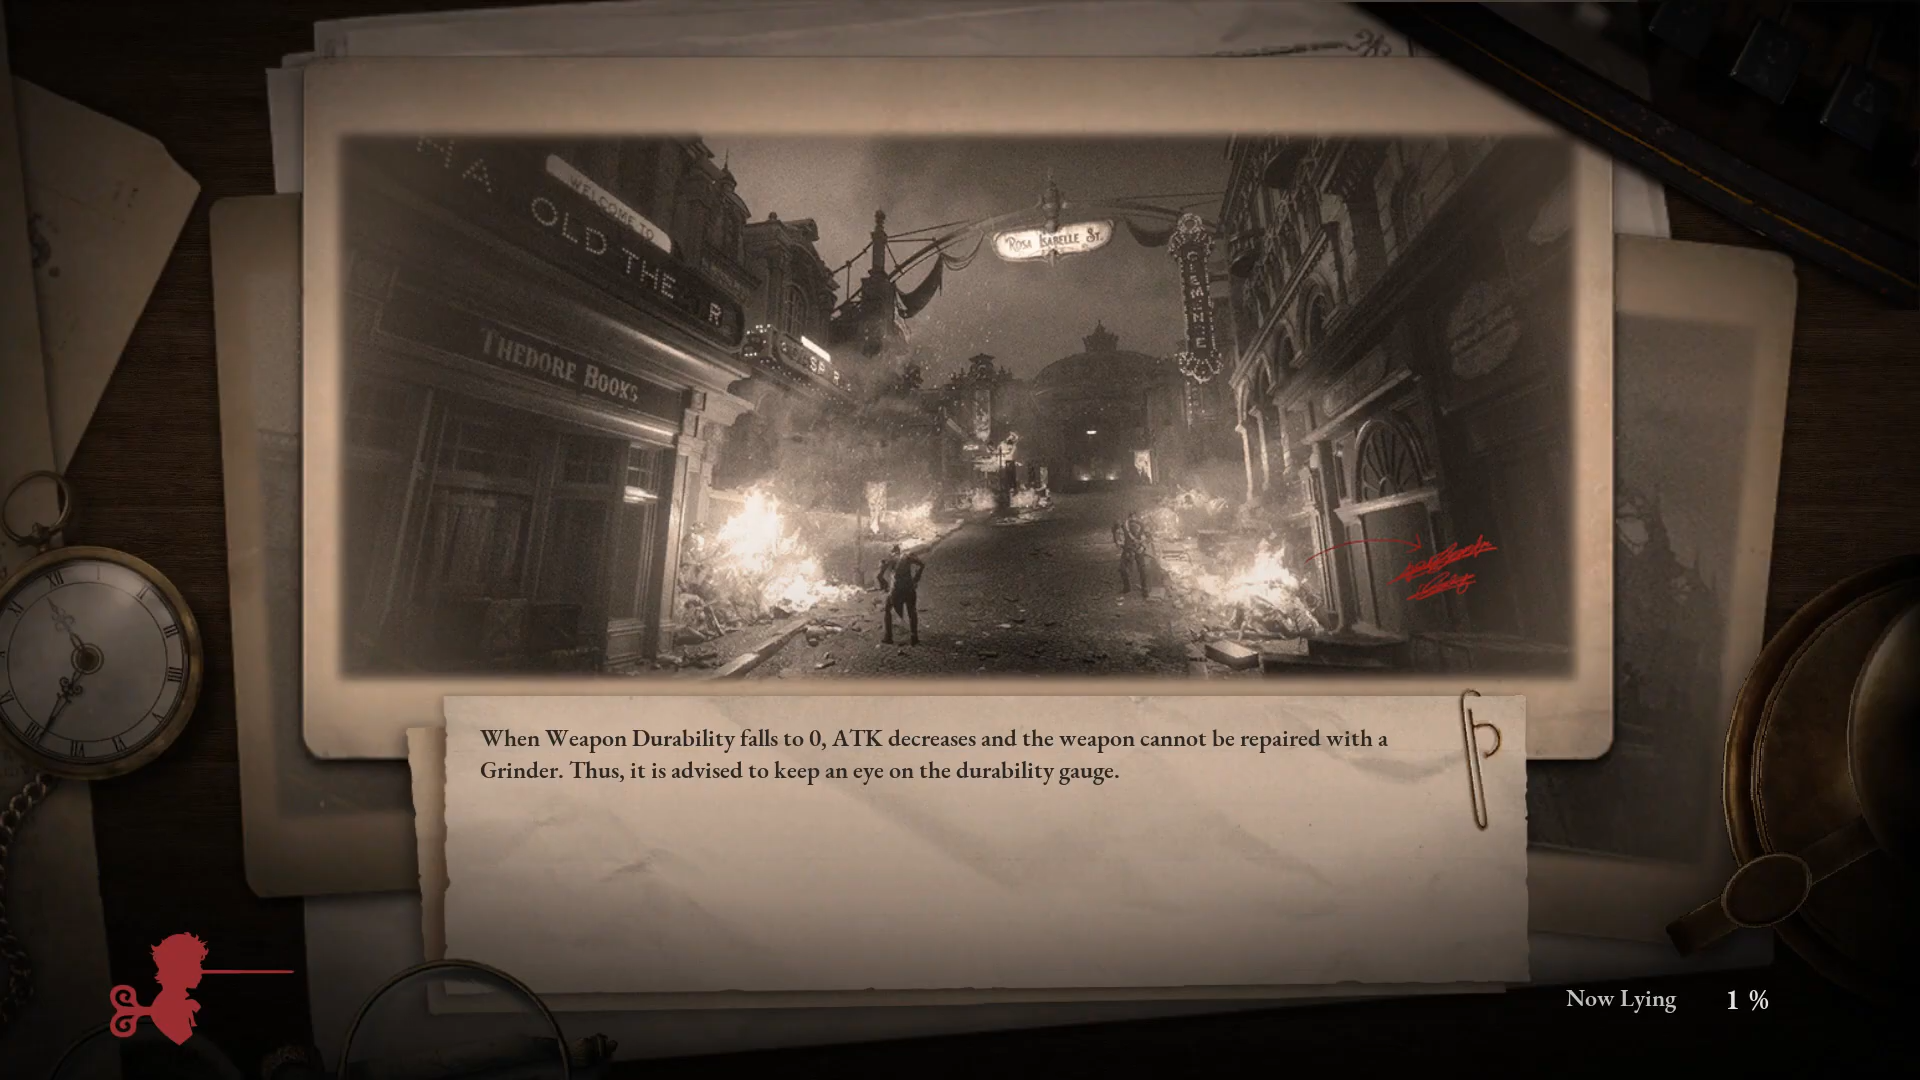 WELCOME TO
OLD THE R
THEDORE BOOKS
ROSA ISABELLE ST.
When Weapon Durability falls to 0, ATK decreases and the weapon cannot be repaired with a
Grinder. Thus, it is advised to keep an eye on the durability gauge.
Now Lying 1 %